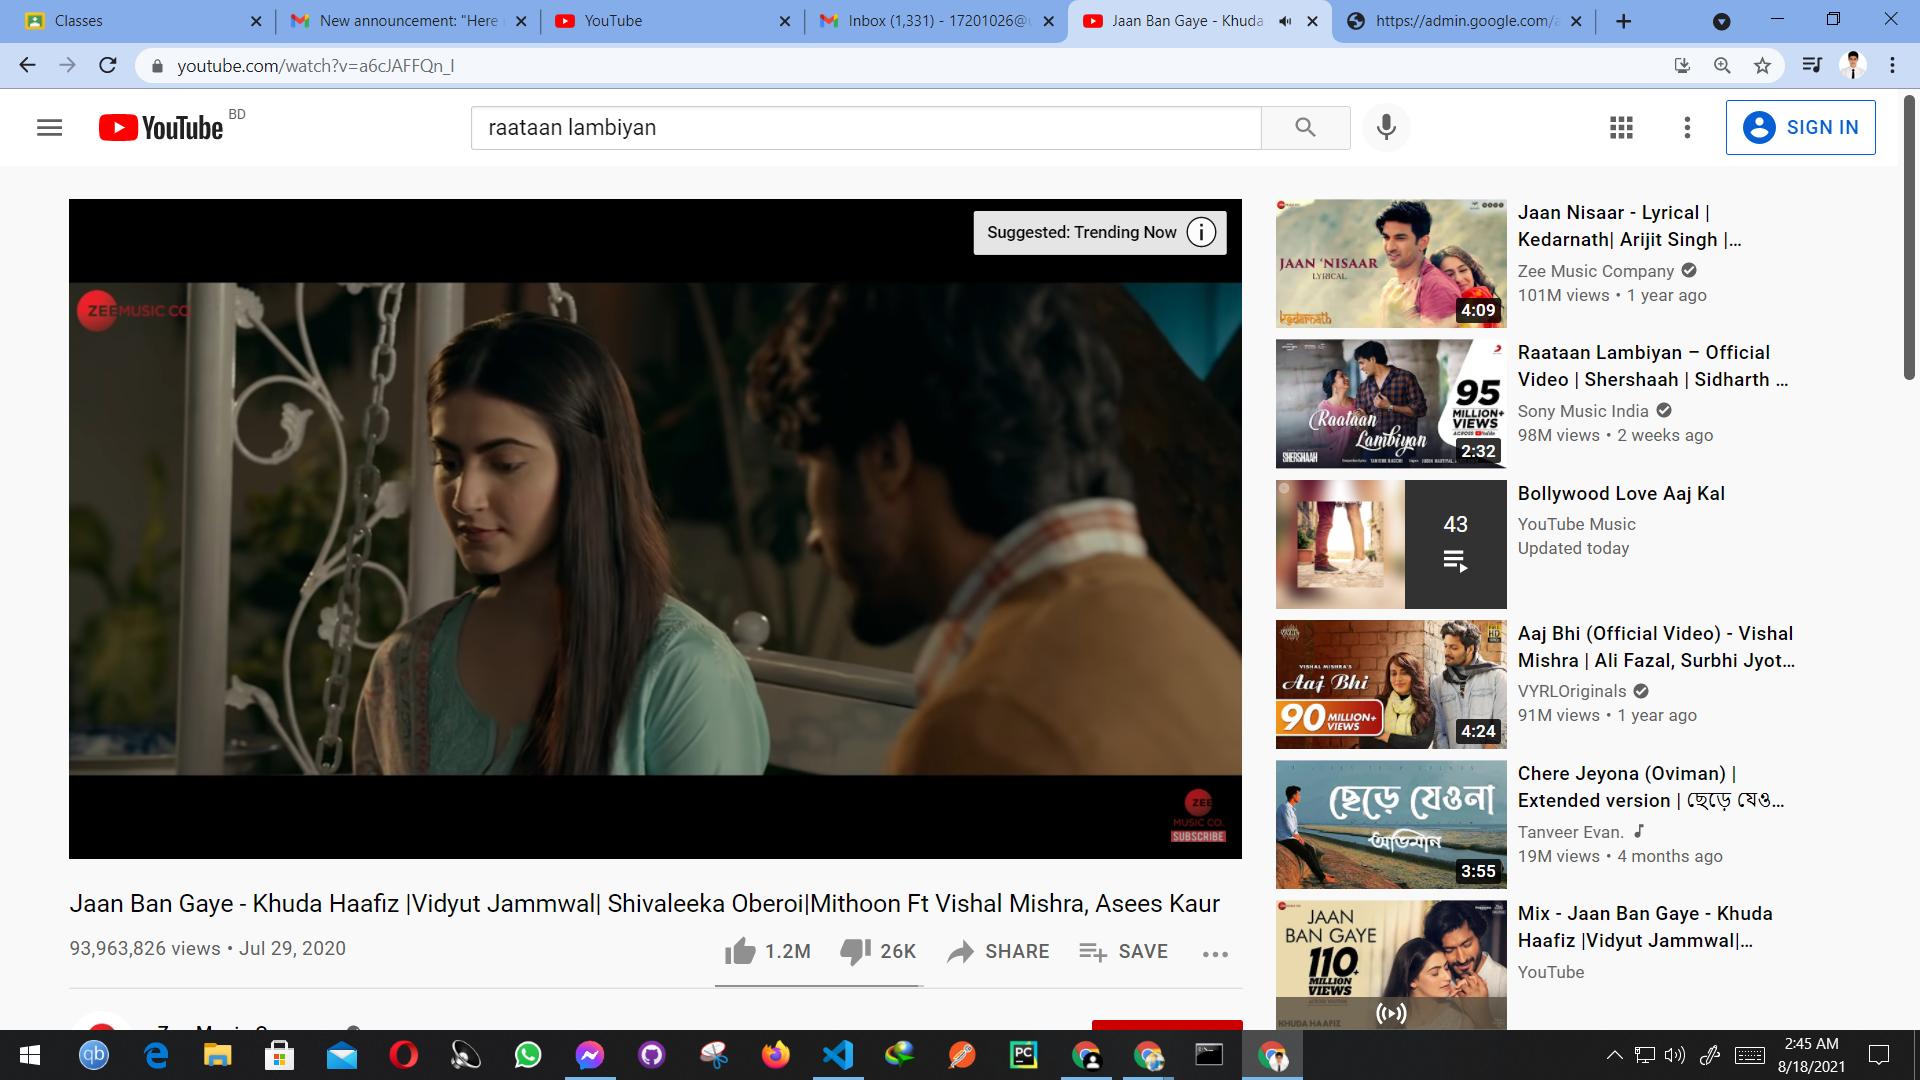 Classes
New announcement: "Here
YouTube
Inbox (1,331) - 17201026@
Jaan Ban Gaye - Khuda
https://admin.google.com/
youtube.com/watch?v=a6cJAFFQn_I
YouTube BD
raataan lambiyan
SIGN IN
Suggested: Trending Now
ZEE MUSIC CO.
ZEE
MUSIC CO.
SUBSCRIBE
Jaan Ban Gaye - Khuda Haafiz |Vidyut Jammwal| Shivaleeka Oberoi|Mithoon Ft Vishal Mishra, Asees Kaur
93,963,826 views • Jul 29, 2020
1.2M
26K
SHARE
SAVE
JAAN 'NISAAR
LYRICAL
kedarnath
4:09
Jaan Nisaar - Lyrical |
Kedarnath| Arijit Singh |...
Zee Music Company
101M views • 1 year ago
Raataan
Lambiyan
95
MILLION+
VIEWS
ACROSS YouTube
SHERSHAAH
2:32
Raataan Lambiyan – Official
Video | Shershaah | Sidharth ...
Sony Music India
98M views • 2 weeks ago
43
Bollywood Love Aaj Kal
YouTube Music
Updated today
VISHAL MISHRA'S
Aaj Bhi
90 MILLION+
VIEWS
4:24
Aaj Bhi (Official Video) - Vishal
Mishra | Ali Fazal, Surbhi Jyot...
VYRLOriginals
91M views • 1 year ago
ছেড়ে যেওনা
অভিমান
3:55
Chere Jeyona (Oviman) |
Extended version | ছেড়ে যেও...
Tanveer Evan.
19M views • 4 months ago
JAAN
BAN GAYE
110+
MILLION
VIEWS
KHUDA HAAFIZ
Mix - Jaan Ban Gaye - Khuda
Haafiz |Vidyut Jammwal|...
YouTube
qb
PC
2:45 AM
8/18/2021